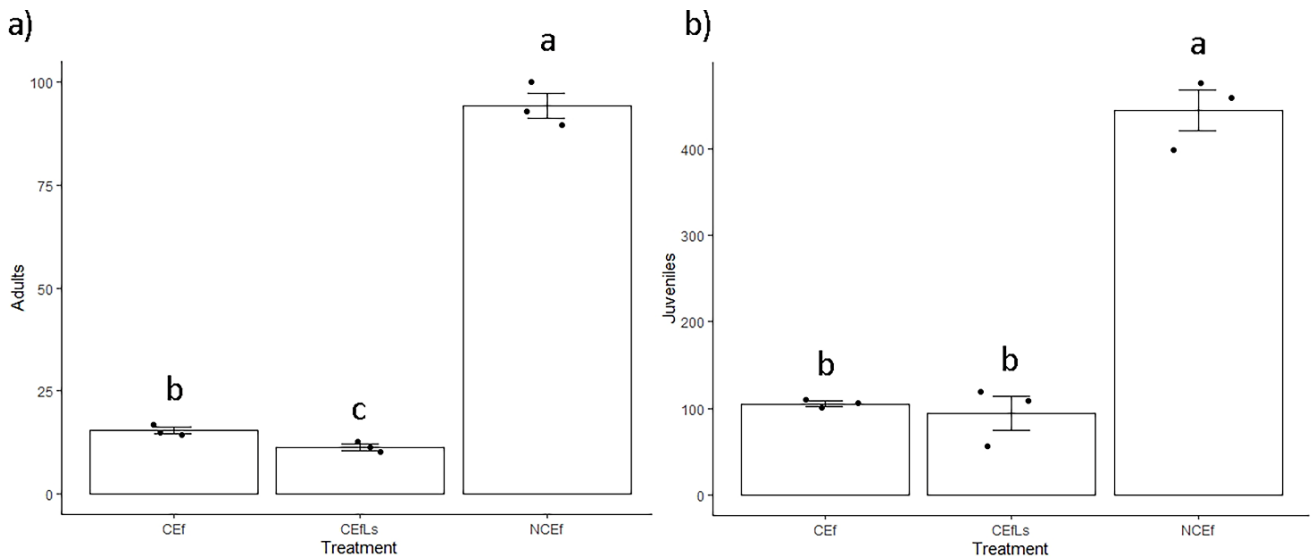 a)
a
100
75
Adults
50
25
b
c
0
CEf
CEfLs
NCEf
Treatment
b)
a
400
300
Juveniles
200
b
b
100
0
CEf
CEfLs
NCEf
Treatment